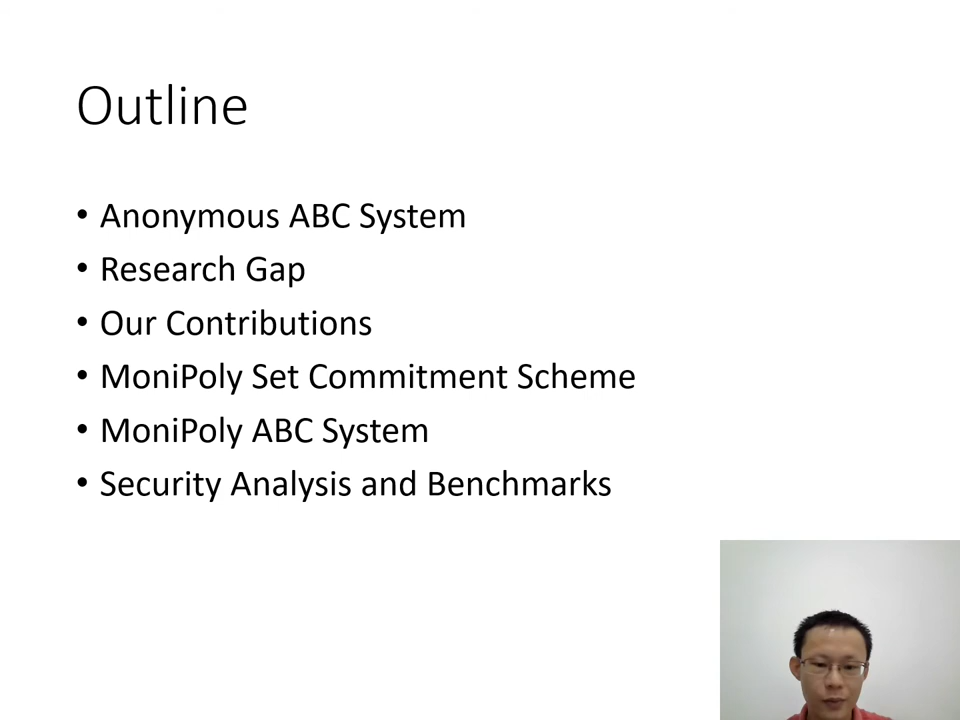 Outline
• Anonymous ABC System
• Research Gap
• Our Contributions
• MoniPoly Set Commitment Scheme
• MoniPoly ABC System
• Security Analysis and Benchmarks